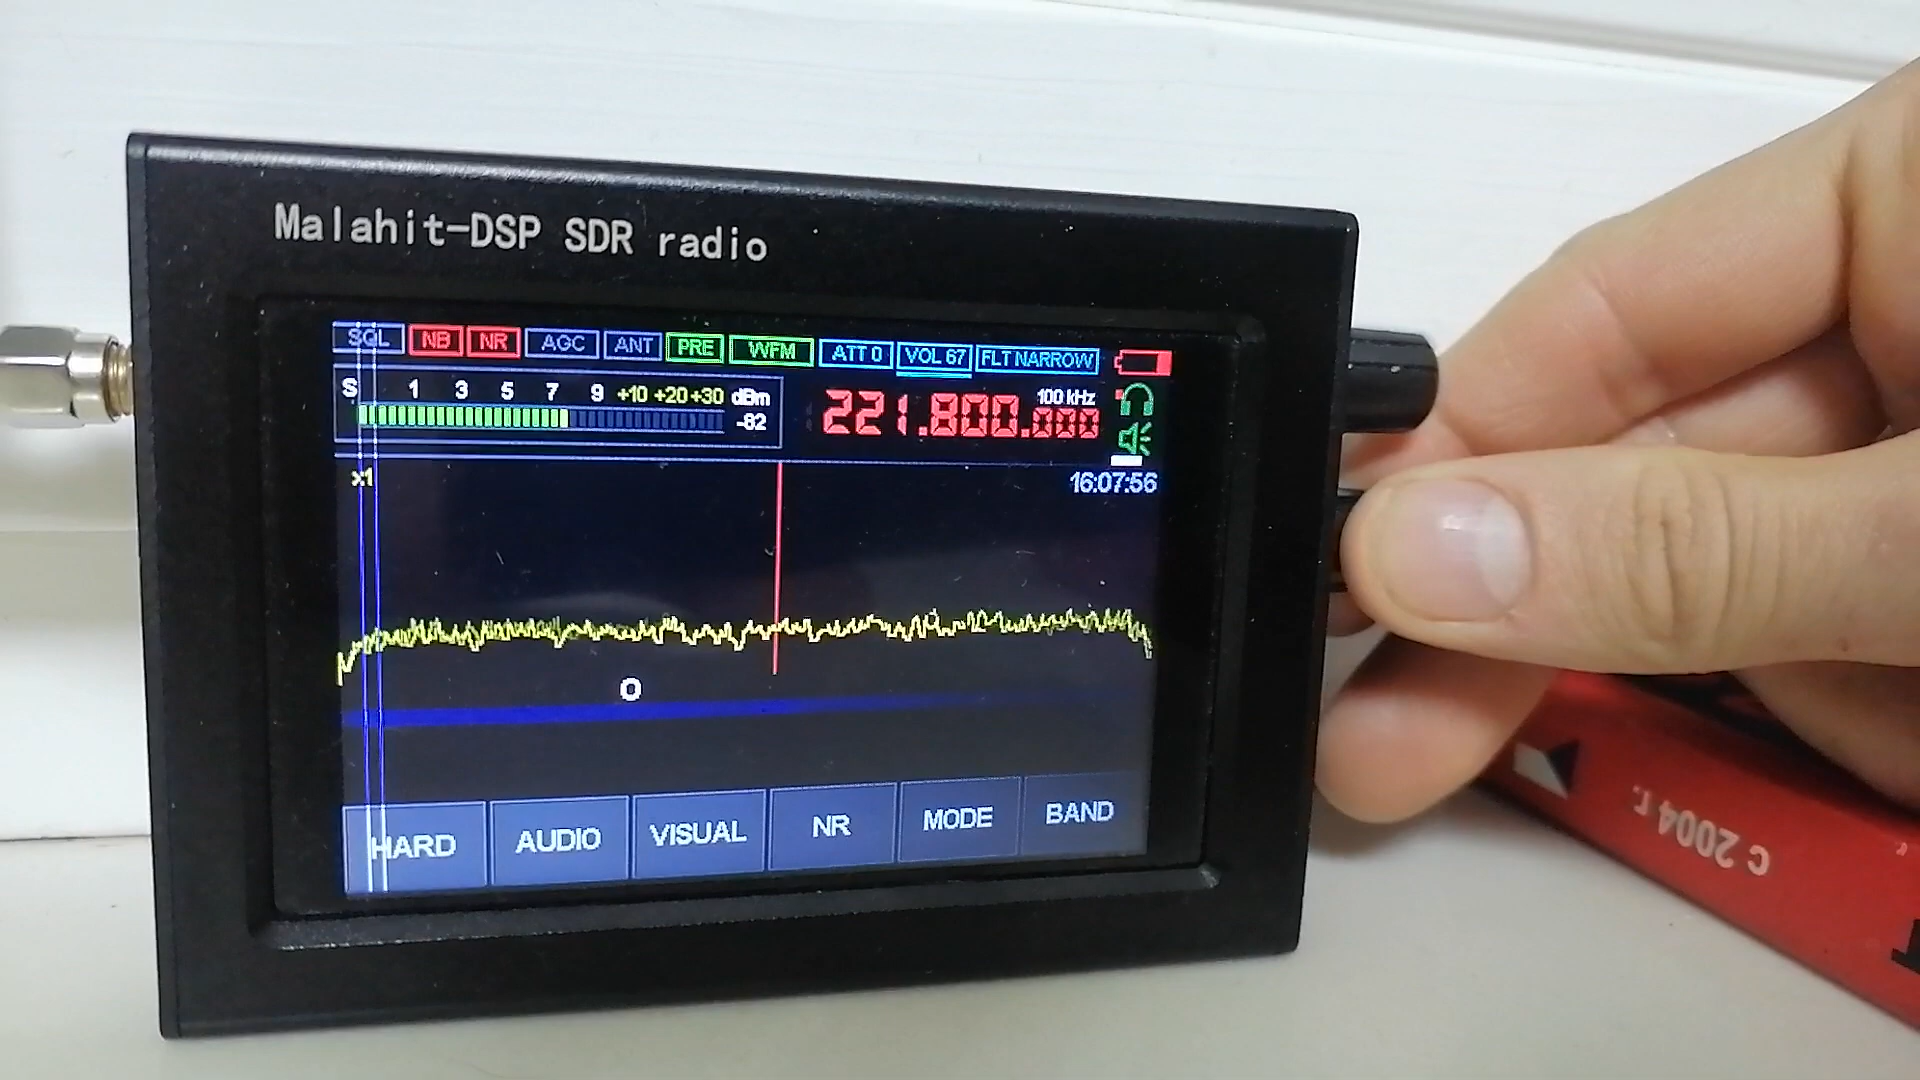 Malahit-DSP SDR radio
SQL NB NR AGC ANT PRE WFM ATT 0 VOL 67 FLT NARROW
S 1 3 5 7 9 +10 +20 +30 dBm
-82
100 kHz
221.800.000
x1
16:07:56
O
HARD AUDIO VISUAL NR MODE BAND
с 2004 г.